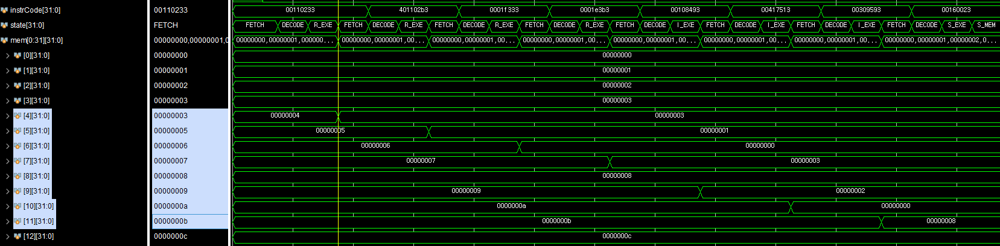 instrCode[31:0] 00110233 00110233 401102b3 0001f333 0001e3b3 00108493 00417513 00309593 00160023
state[31:0] FETCH FETCH DECODE R_EXE FETCH DECODE R_EXE FETCH DECODE R_EXE FETCH DECODE R_EXE FETCH DECODE I_EXE FETCH DECODE I_EXE FETCH DECODE I_EXE FETCH DECODE S_EXE S_MEM
mem[0:31][31:0] 00000000,00000001,0 00000000,00000001,000000... 00000000,00000001,00... 00000000,00000001,00... 00000000,00000001,00... 00000000,00000001,00... 00000000,00000001,00... 00000000,00000001,00... 00000000,00000001,00000002,0...
[0][31:0] 00000000 00000000
[1][31:0] 00000001 00000001
[2][31:0] 00000002 00000002
[3][31:0] 00000003 00000003
[4][31:0] 00000003 00000004 00000003
[5][31:0] 00000005 00000005 00000001
[6][31:0] 00000006 00000006 00000000
[7][31:0] 00000007 00000007 00000003
[8][31:0] 00000008 00000008
[9][31:0] 00000009 00000009 00000002
[10][31:0] 0000000a 0000000a 00000000
[11][31:0] 0000000b 0000000b 00000008
[12][31:0] 0000000c 0000000c